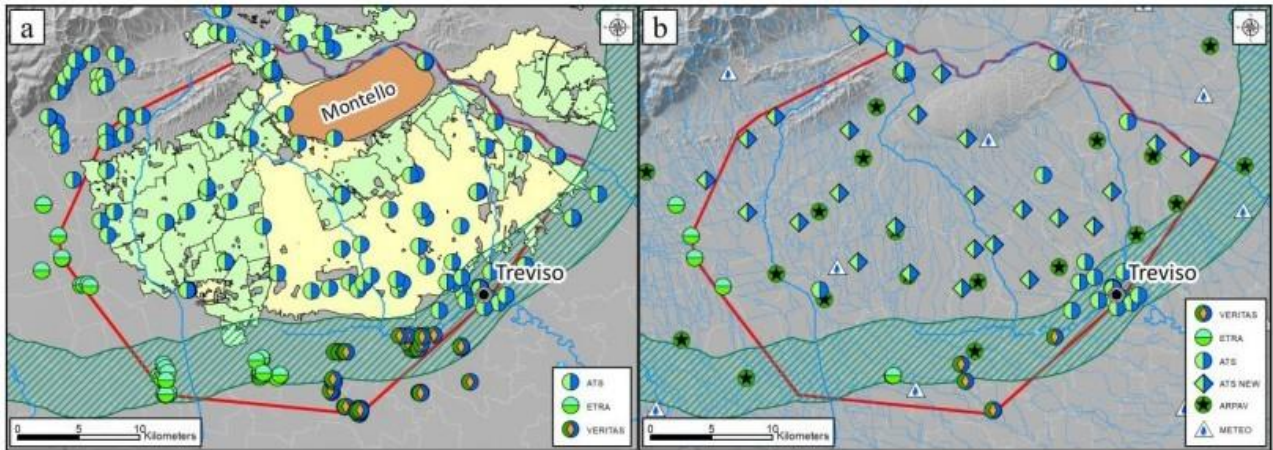 a
Montello
Treviso
ATS
ETRA
VERITAS
0 5 10
Kilometers
b
Treviso
VERITAS
ETRA
ATS
ATS NEW
ARPAV
METEO
0 5 10
Kilometers